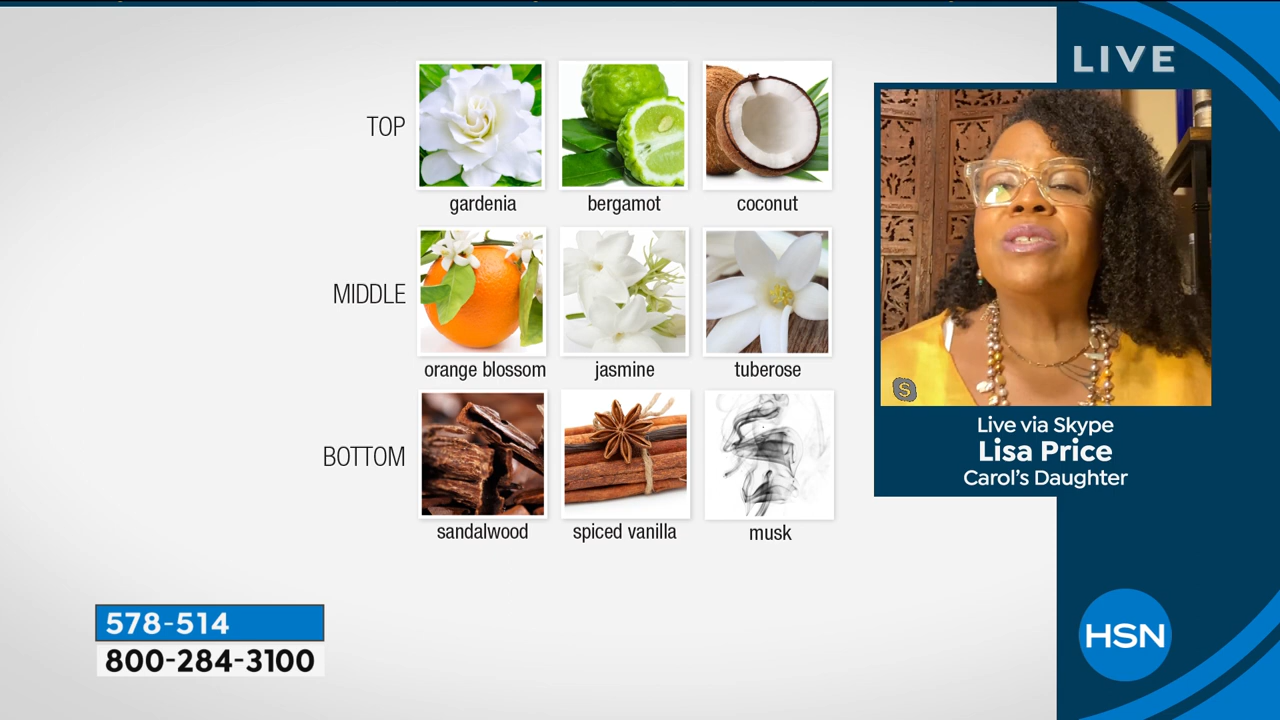 LIVE
TOP
gardenia
bergamot
coconut
MIDDLE
orange blossom
jasmine
tuberose
BOTTOM
sandalwood
spiced vanilla
musk
S
Live via Skype
Lisa Price
Carol's Daughter
578-514
800-284-3100
HSN